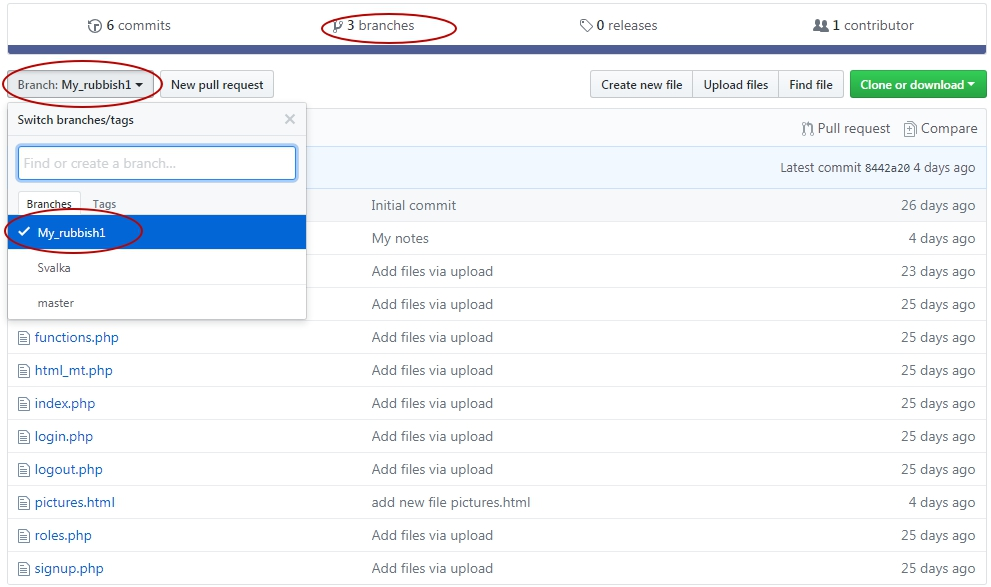 6 commits 3 branches 0 releases 1 contributor
Branch: My_rubbish1 New pull request Create new file Upload files Find file Clone or download
Switch branches/tags
Pull request Compare
Find or create a branch...
Latest commit 8442a20 4 days ago
Branches Tags
Initial commit 26 days ago
My_rubbish1
My notes 4 days ago
Svalka
Add files via upload 23 days ago
master
Add files via upload 25 days ago
functions.php Add files via upload 25 days ago
html_mt.php Add files via upload 25 days ago
index.php Add files via upload 25 days ago
login.php Add files via upload 25 days ago
logout.php Add files via upload 25 days ago
pictures.html add new file pictures.html 4 days ago
roles.php Add files via upload 25 days ago
signup.php Add files via upload 25 days ago